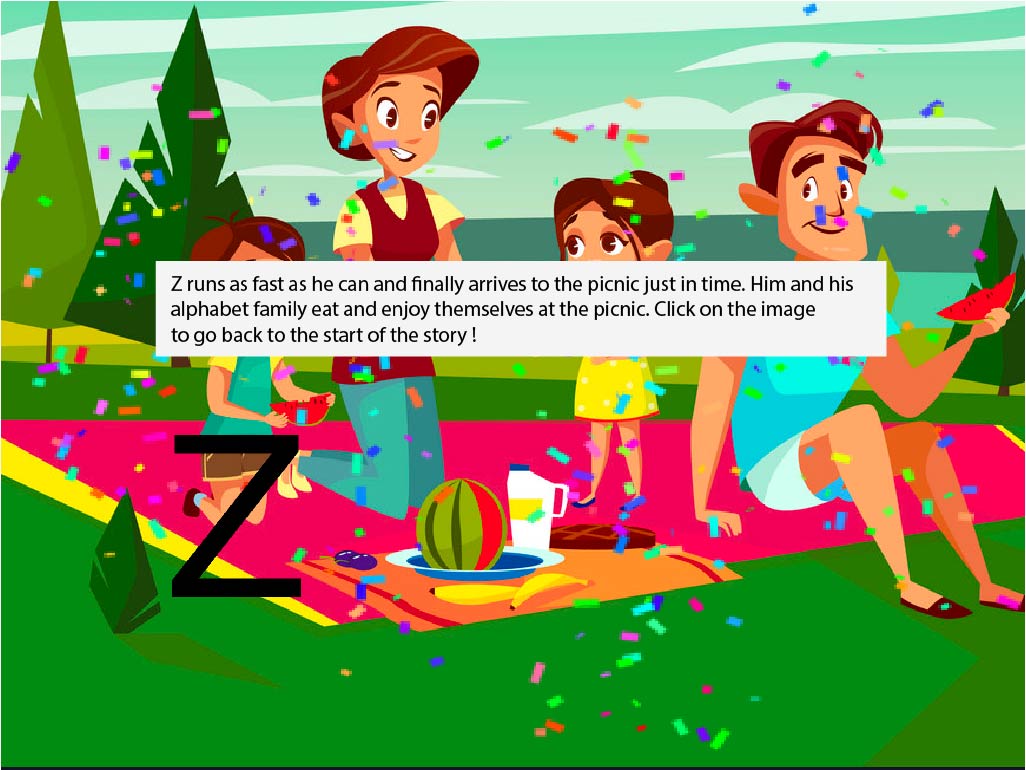 Z runs as fast as he can and finally arrives to the picnic just in time. Him and his
alphabet family eat and enjoy themselves at the picnic. Click on the image
to go back to the start of the story !
Z